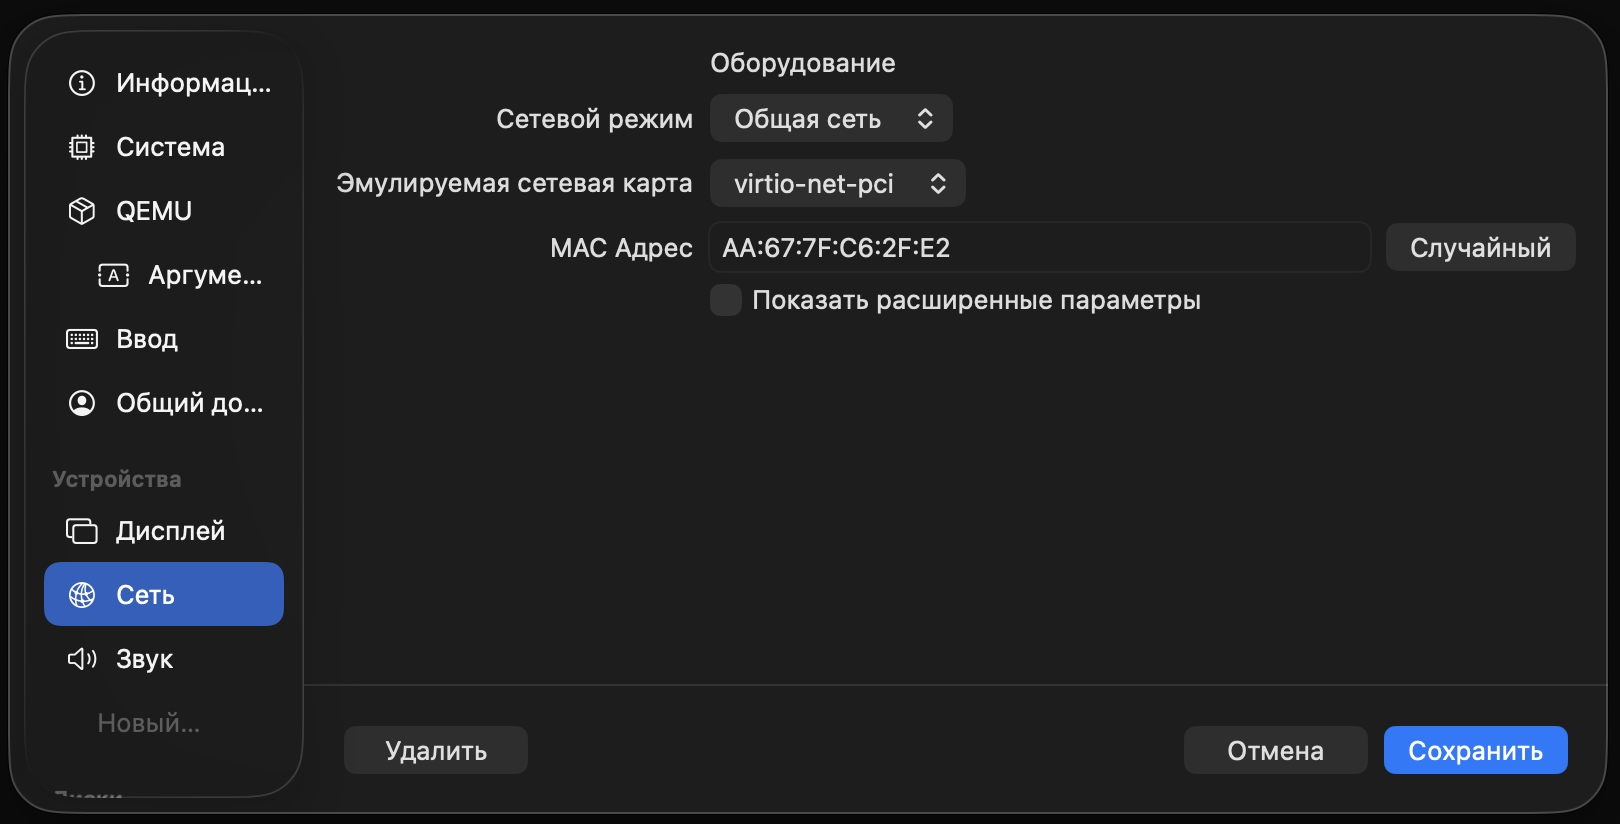 Информац...
Система
QEMU
Аргуме...
Ввод
Общий до...
Устройства
Дисплей
Сеть
Звук
Новый...
Оборудование
Сетевой режим
Общая сеть
Эмулируемая сетевая карта
virtio-net-pci
MAC Адрес
AA:67:7F:C6:2F:E2
Случайный
Показать расширенные параметры
Удалить
Отмена
Сохранить